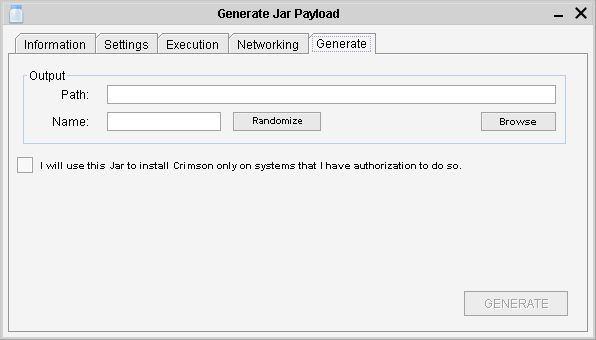 Generate Jar Payload
Information Settings Execution Networking Generate
Output
Path:
Name: Randomize Browse
I will use this Jar to install Crimson only on systems that I have authorization to do so.
GENERATE